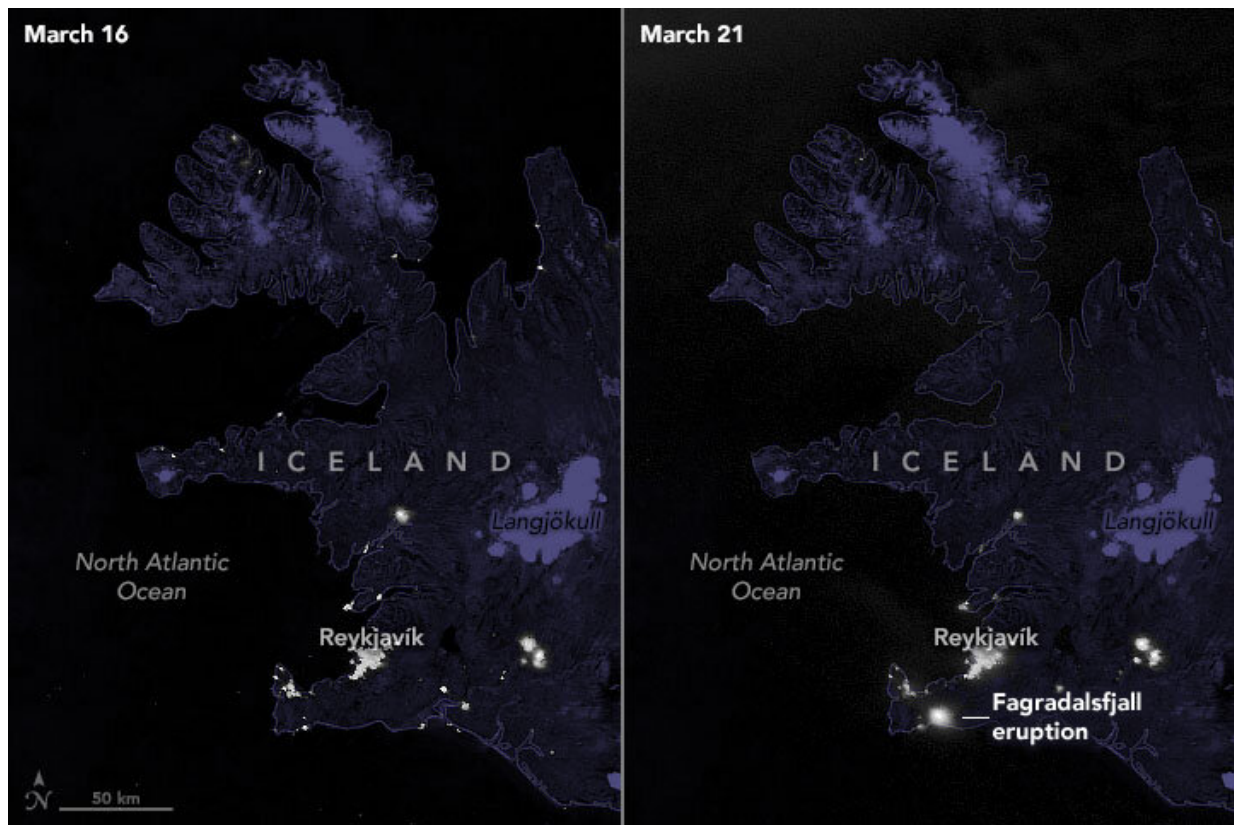 March 16
ICELAND
Langjökull
North Atlantic
Ocean
Reykjavík
N
50 km
March 21
ICELAND
Langjökull
North Atlantic
Ocean
Reykjavík
Fagradalsfjall
eruption